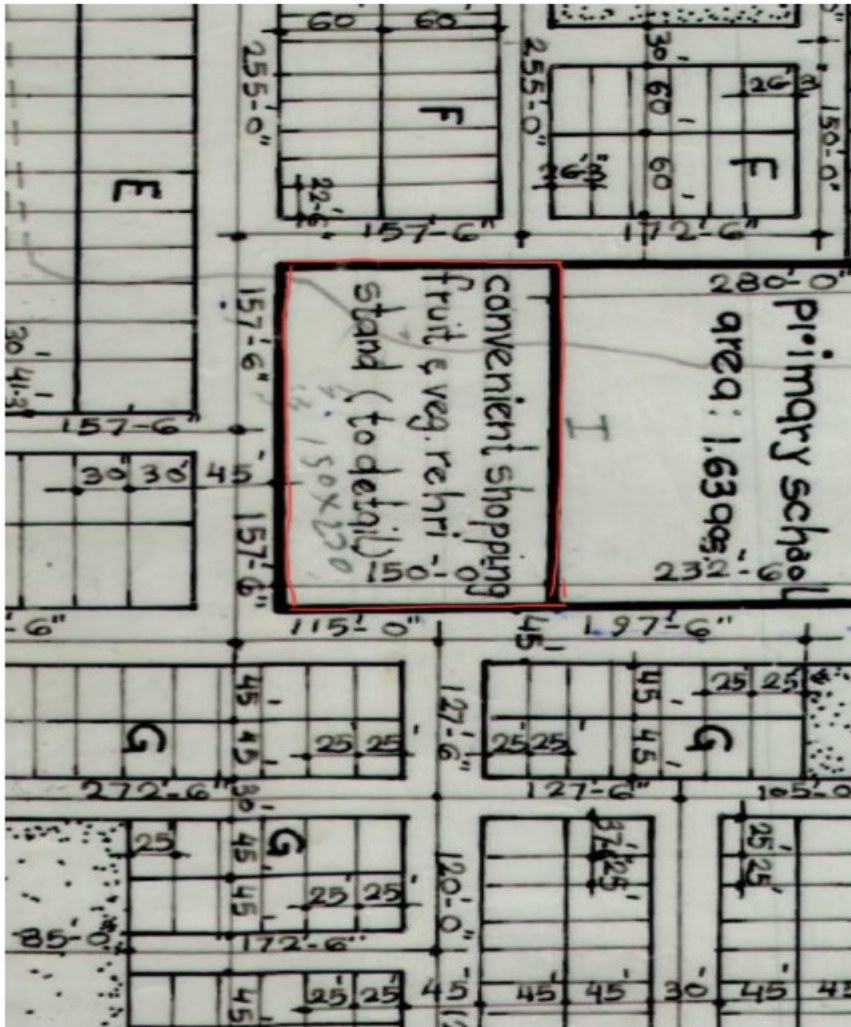 60' 60'
255'-0"
F
22'-6"
157'-6"
255'-0"
30'
60'
60'
26'-3"
26'-3"
F
150'-0"
172'-6"
E
30' 41'-3"
157'-6"
157'-6"
157'-6"
30' 30' 45'
convenient shopping
fruit & veg. rehri
stand (to detail)
150'-0"
I
280'-0"
primary school
area: 1.63
232'-6"
115'-0"
45'
197'-6"
45' 45'
G
25' 25'
127'-6"
25' 25'
45' 45'
25' 25'
G
272'-6"
30'
127'-6"
105'-0
25'
45' 45'
G
25' 25'
120'-0"
25'
25' 25'
85'-0"
172'-6"
45'
25' 25' 45' 45' 45' 30' 45' 45